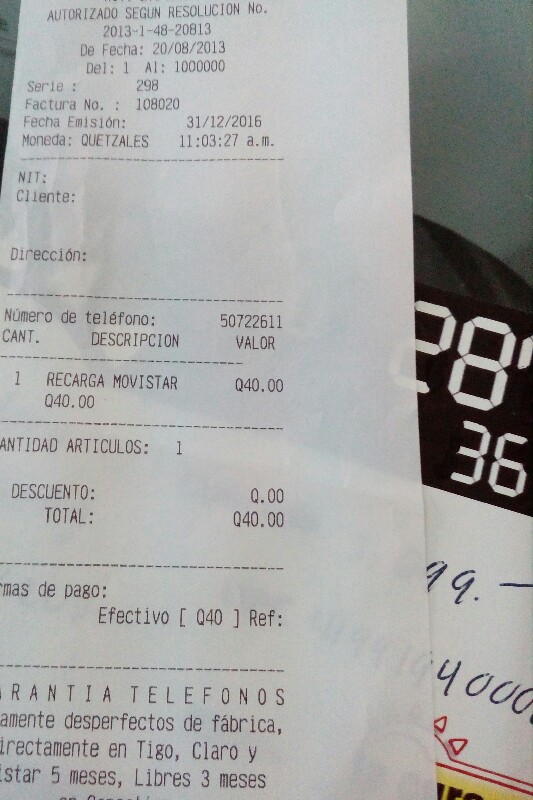 AUTORIZADO SEGUN RESOLUCION No.
2013-1-48-20813
De Fecha: 20/08/2013
Del: 1 Al: 1000000
Serie : 298
Factura No. : 108020
Fecha Emisión: 31/12/2016
Moneda: QUETZALES 11:03:27 a.m.
NIT:
Cliente:
Dirección:
Número de teléfono: 50722611
CANT. DESCRIPCION VALOR
1 RECARGA MOVISTAR Q40.00
Q40.00
ANTIDAD ARTICULOS: 1
DESCUENTO: Q.00
TOTAL: Q40.00
rmas de pago:
Efectivo [ Q40 ] Ref:
ARANTIA TELEFONOS
amente desperfectos de fábrica,
irectamente en Tigo, Claro y
istar 5 meses, Libres 3 meses
28
36
99.—
4000